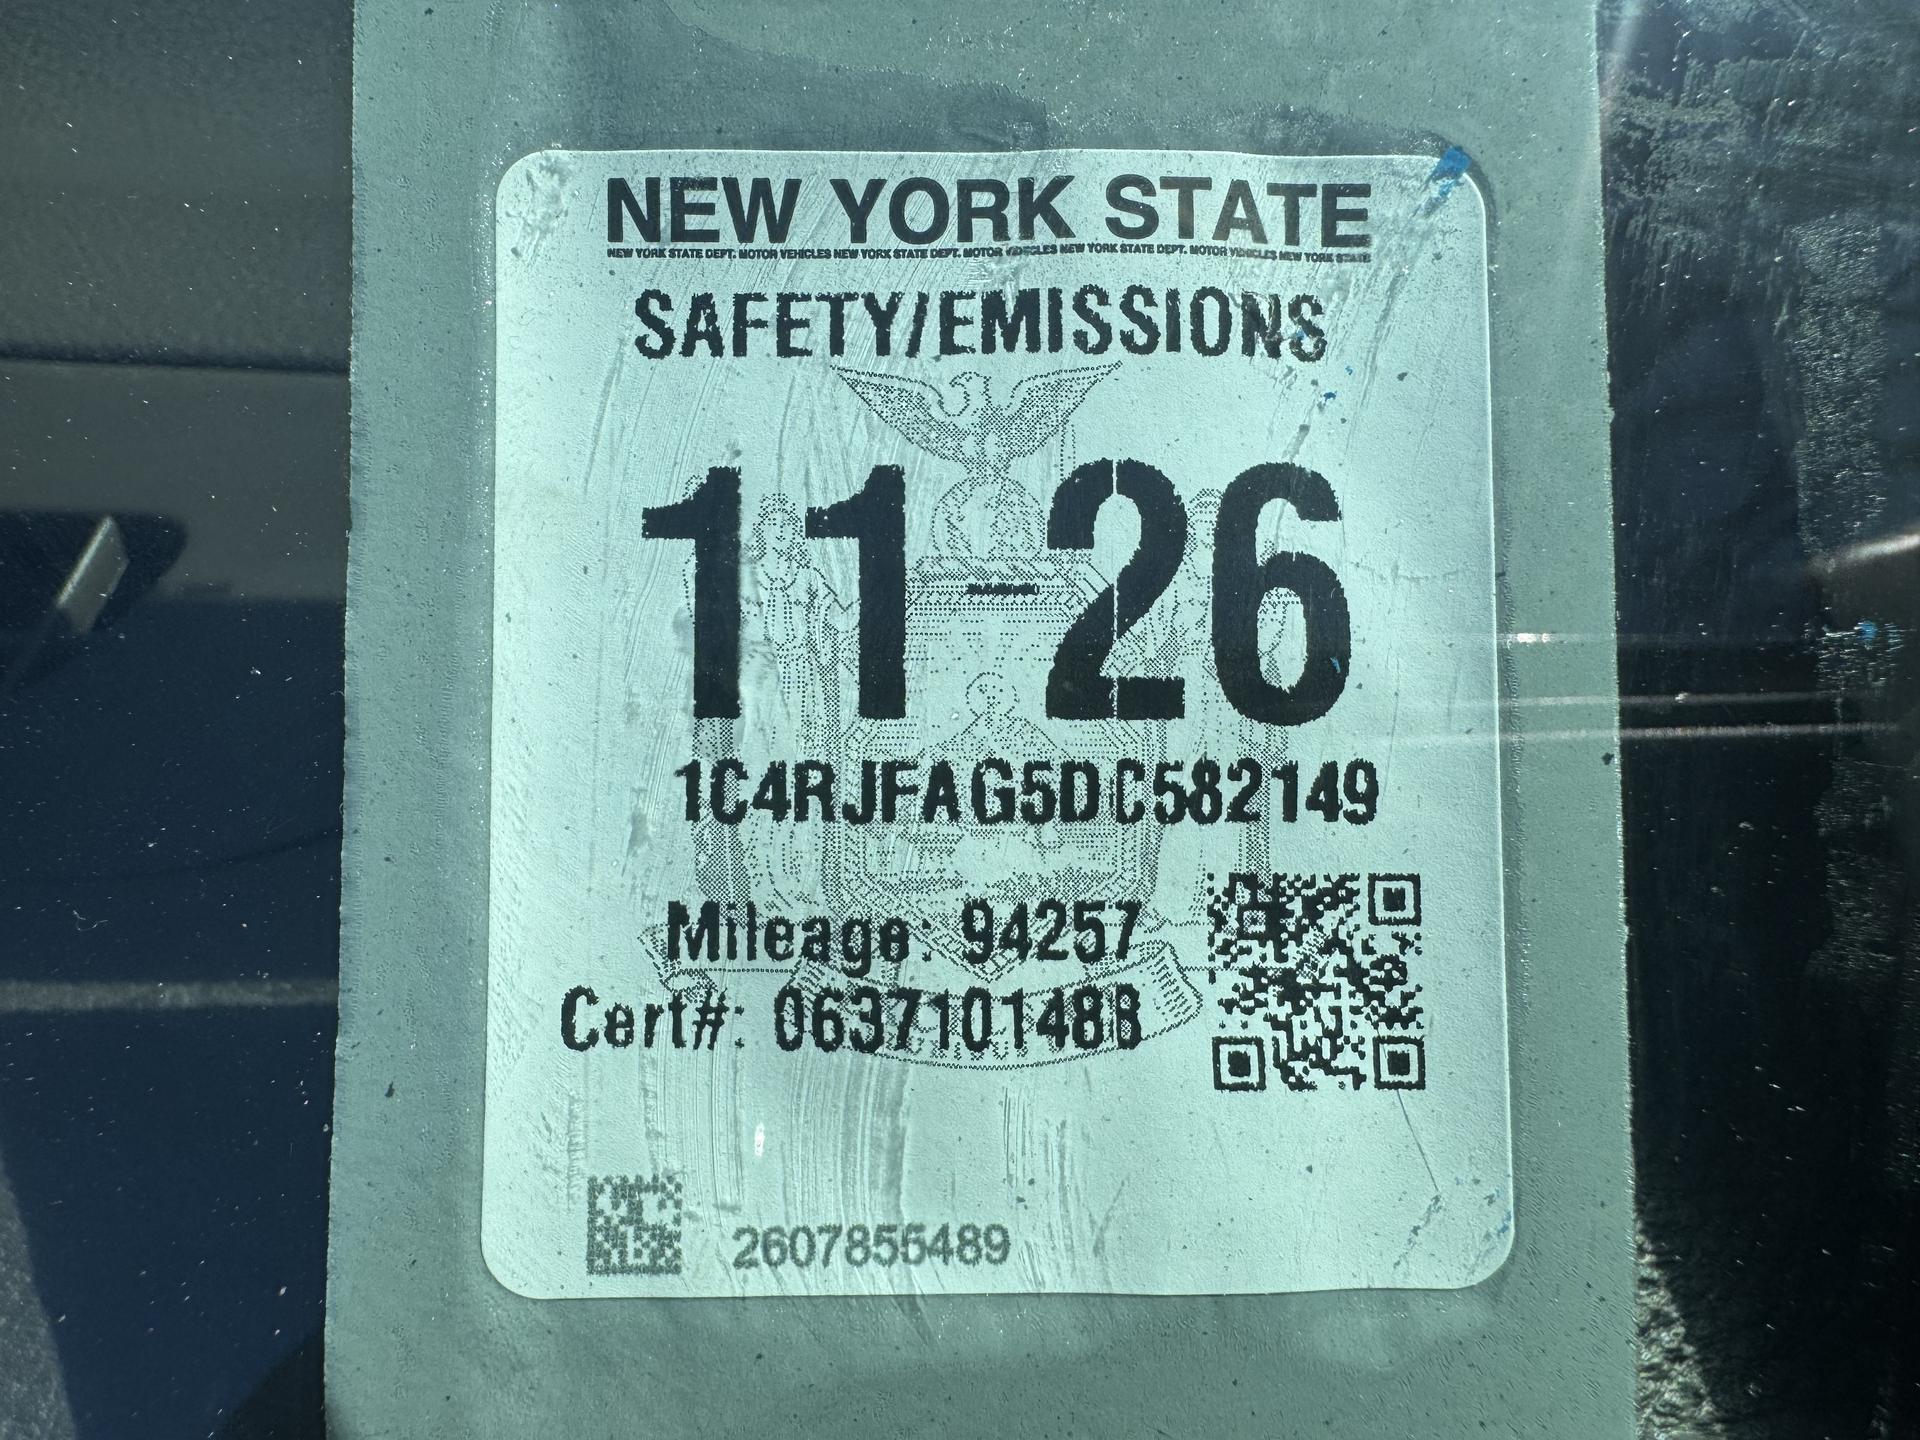 NEW YORK STATE
NEW YORK STATE DEPT. MOTOR VEHICLES NEW YORK STATE DEPT. MOTOR VEHICLES NEW YORK STATE DEPT. MOTOR VEHICLES NEW YORK STATE
SAFETY/EMISSIONS
11 26
1C4RJFAG5DC582149
Mileage: 94257
Cert#: 0637101488
2607855489